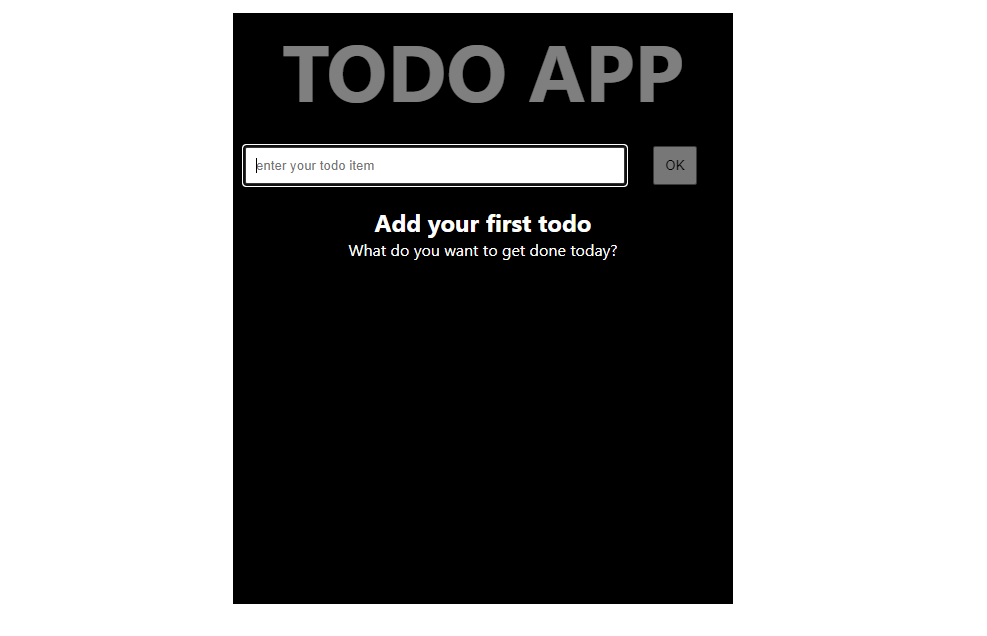 TODO APP
enter your todo item
OK
Add your first todo
What do you want to get done today?